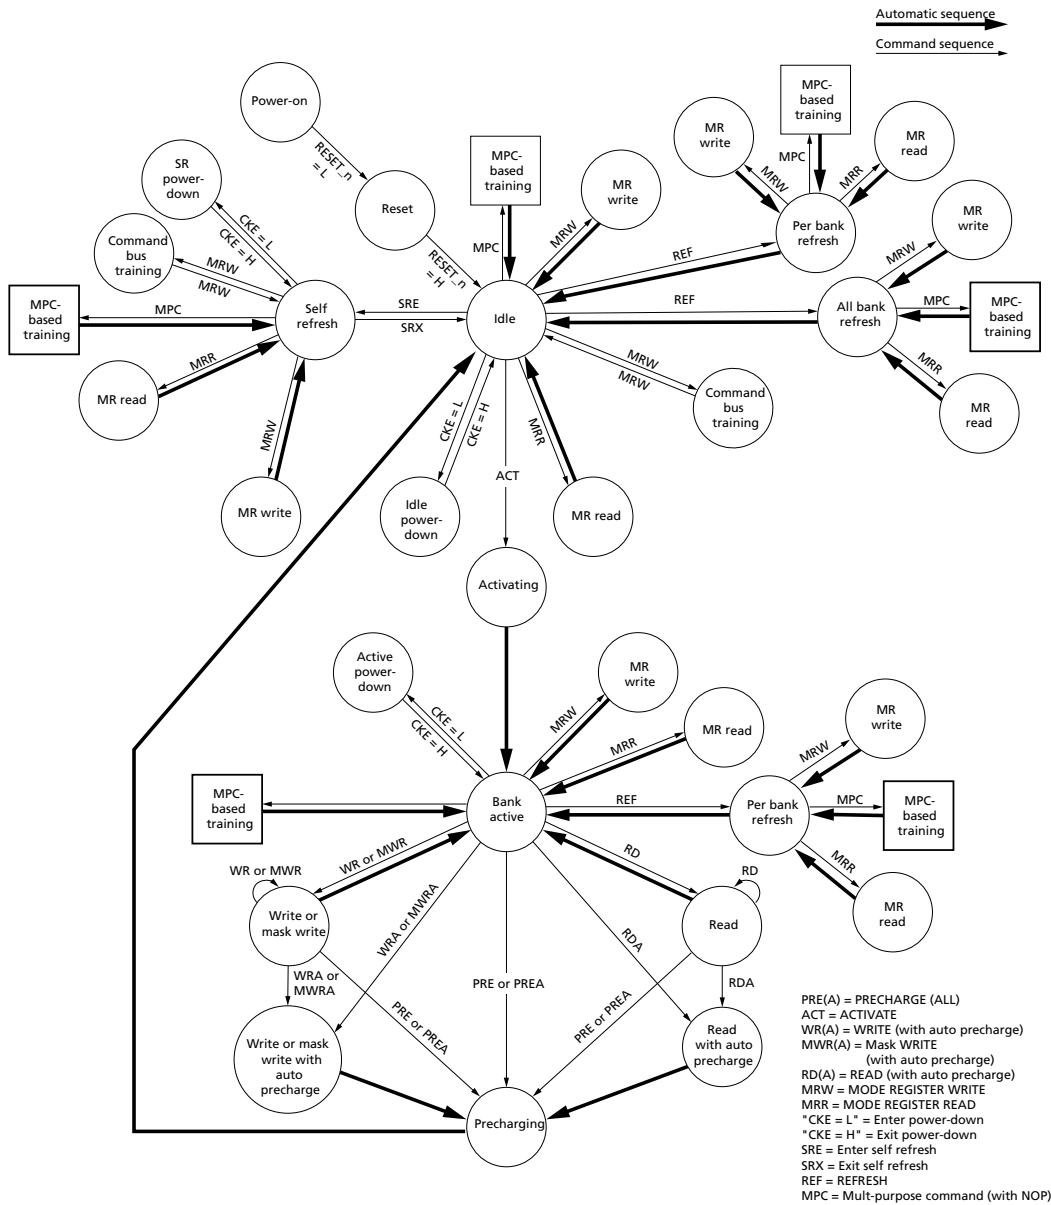 Automatic sequence
Command sequence
Power-on
RESET_n
= L
Reset
RESET_n
= H
SR
power-
down
CKE = L
CKE = H
Command
bus
training
MRW
MRW
MPC-
based
training
MPC
Self
refresh
MRR
MR read
MRW
MR write
SRE
SRX
Idle
MPC-
based
training
MPC
MR
write
MRW
MR
write
MRW
MPC-
based
training
MPC
MR
read
MRR
Per bank
refresh
REF
REF
MR
write
MRW
All bank
refresh
MPC
MPC-
based
training
MRR
MR
read
MRW
MRW
Command
bus
training
CKE = L
CKE = H
Idle
power-
down
ACT
MRR
MR read
Activating
Active
power-
down
CKE = L
CKE = H
MR
write
MRW
MRR
MR read
MPC-
based
training
Bank
active
REF
Per bank
refresh
MRW
MR
write
MPC
MPC-
based
training
MRR
MR
read
WR or MWR
WR or MWR
Write or
mask write
WRA or MWRA
RD
RD
Read
RDA
WRA or
MWRA
PRE or PREA
PRE or PREA
PRE or PREA
RDA
Write or mask
write with
auto
precharge
Read
with auto
precharge
Precharging
PRE(A) = PRECHARGE (ALL)
ACT = ACTIVATE
WR(A) = WRITE (with auto precharge)
MWR(A) = Mask WRITE
(with auto precharge)
RD(A) = READ (with auto precharge)
MRW = MODE REGISTER WRITE
MRR = MODE REGISTER READ
"CKE = L" = Enter power-down
"CKE = H" = Exit power-down
SRE = Enter self refresh
SRX = Exit self refresh
REF = REFRESH
MPC = Mult-purpose command (with NOP)